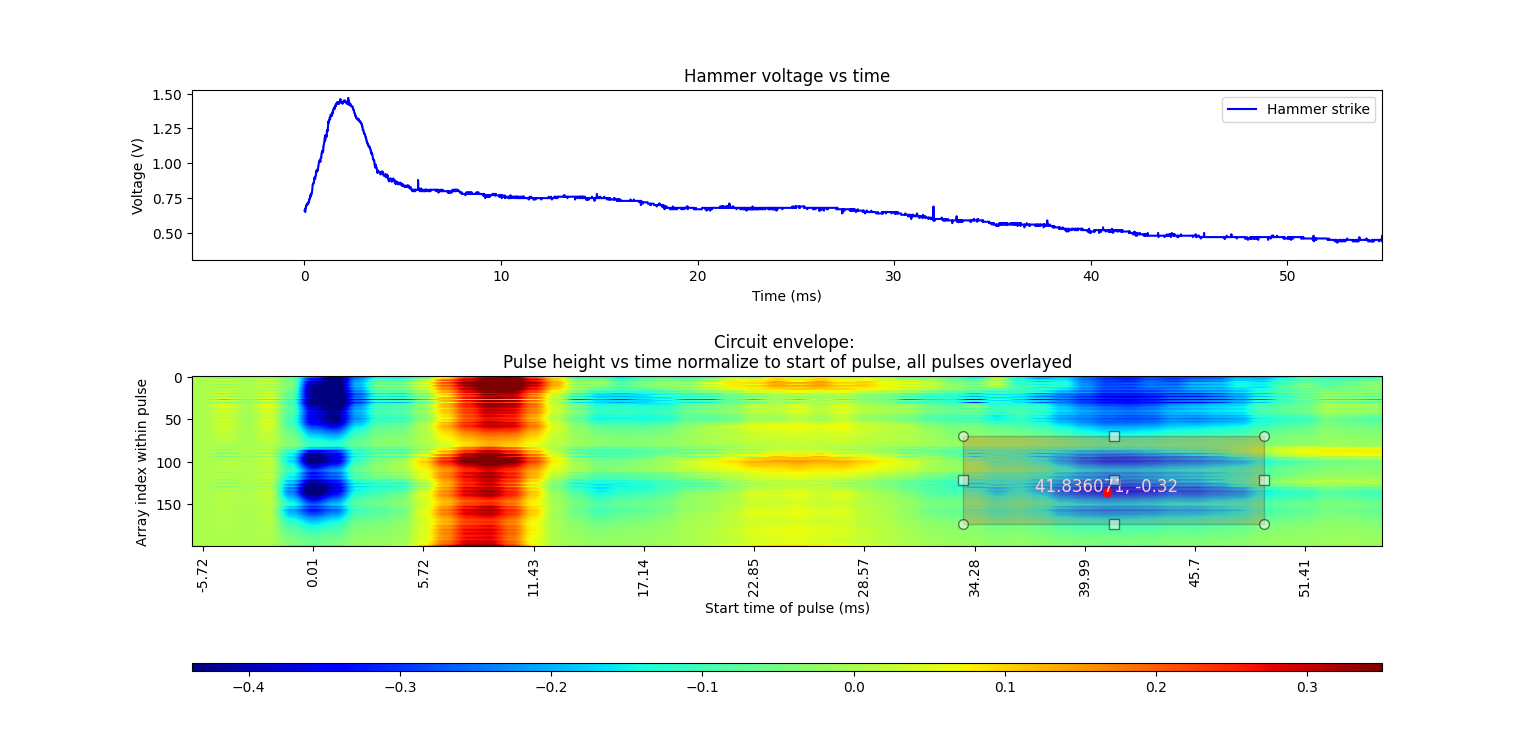 Hammer voltage vs time
1.50
1.25
1.00
0.75
0.50
Voltage (V)
Hammer strike
0 10 20 30 40 50
Time (ms)
Circuit envelope:
Pulse height vs time normalize to start of pulse, all pulses overlayed
0
50
100
150
Array index within pulse
41.836071, -0.32
-5.72 0.01 5.72 11.43 17.14 22.85 28.57 34.28 39.99 45.7 51.41
Start time of pulse (ms)
−0.4 −0.3 −0.2 −0.1 0.0 0.1 0.2 0.3